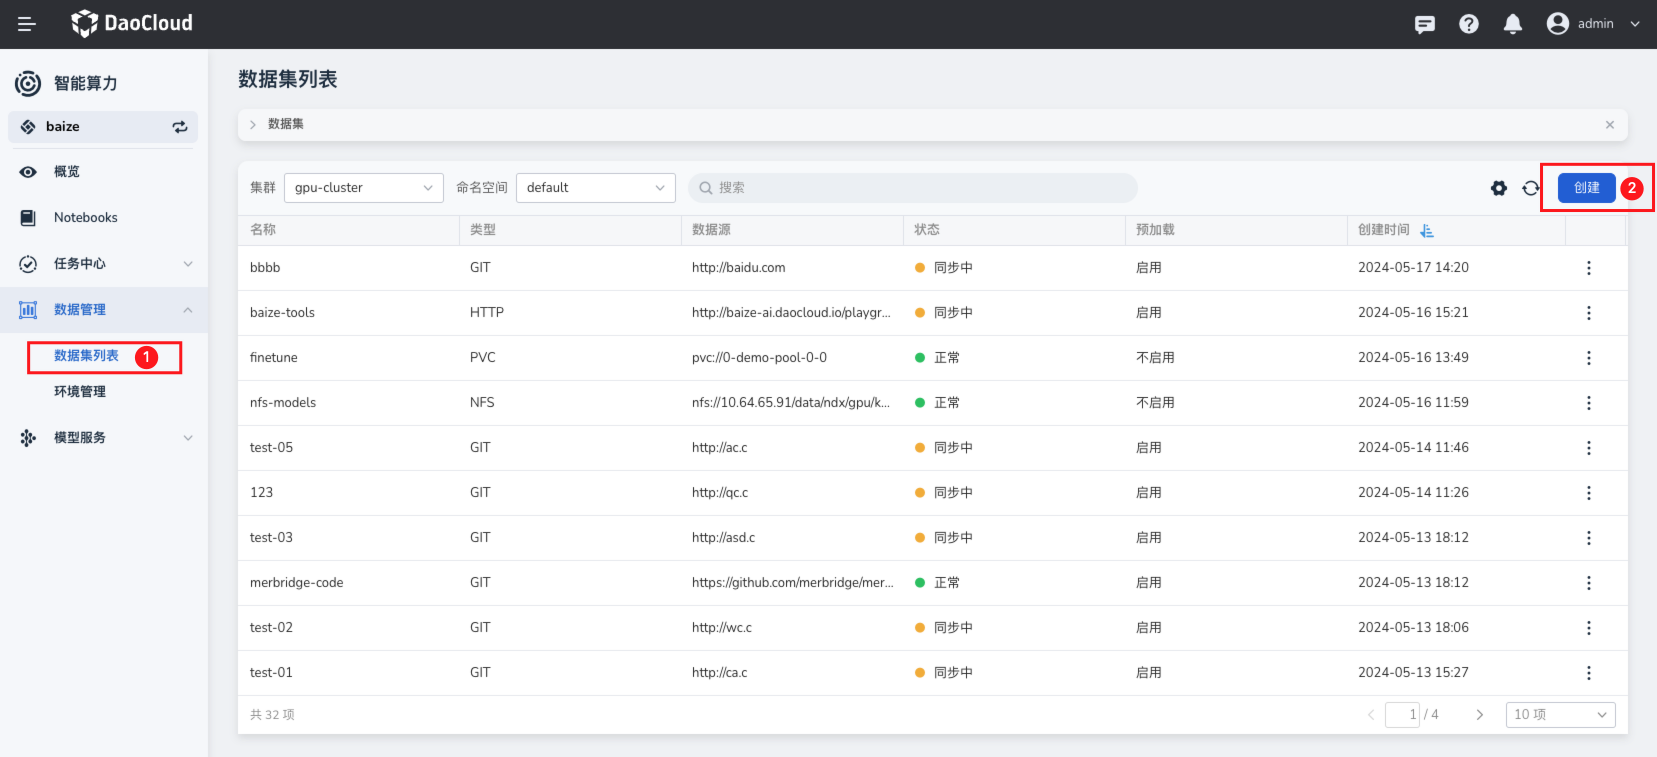 DaoCloud
admin
智能算力
baize
概览
Notebooks
任务中心
数据管理
数据集列表 1
环境管理
模型服务
数据集列表
数据集
集群 gpu-cluster 命名空间 default 搜索 创建 2
名称 类型 数据源 状态 预加载 创建时间
bbbb GIT http://baidu.com 同步中 启用 2024-05-17 14:20
baize-tools HTTP http://baize-ai.daocloud.io/playgr... 同步中 启用 2024-05-16 15:21
finetune PVC pvc://0-demo-pool-0-0 正常 不启用 2024-05-16 13:49
nfs-models NFS nfs://10.64.65.91/data/ndx/gpu/k... 正常 不启用 2024-05-16 11:59
test-05 GIT http://ac.c 同步中 启用 2024-05-14 11:46
123 GIT http://qc.c 同步中 启用 2024-05-14 11:26
test-03 GIT http://asd.c 同步中 启用 2024-05-13 18:12
merbridge-code GIT https://github.com/merbridge/mer... 正常 启用 2024-05-13 18:12
test-02 GIT http://wc.c 同步中 启用 2024-05-13 18:06
test-01 GIT http://ca.c 同步中 启用 2024-05-13 15:27
共 32 项 1 / 4 10 项